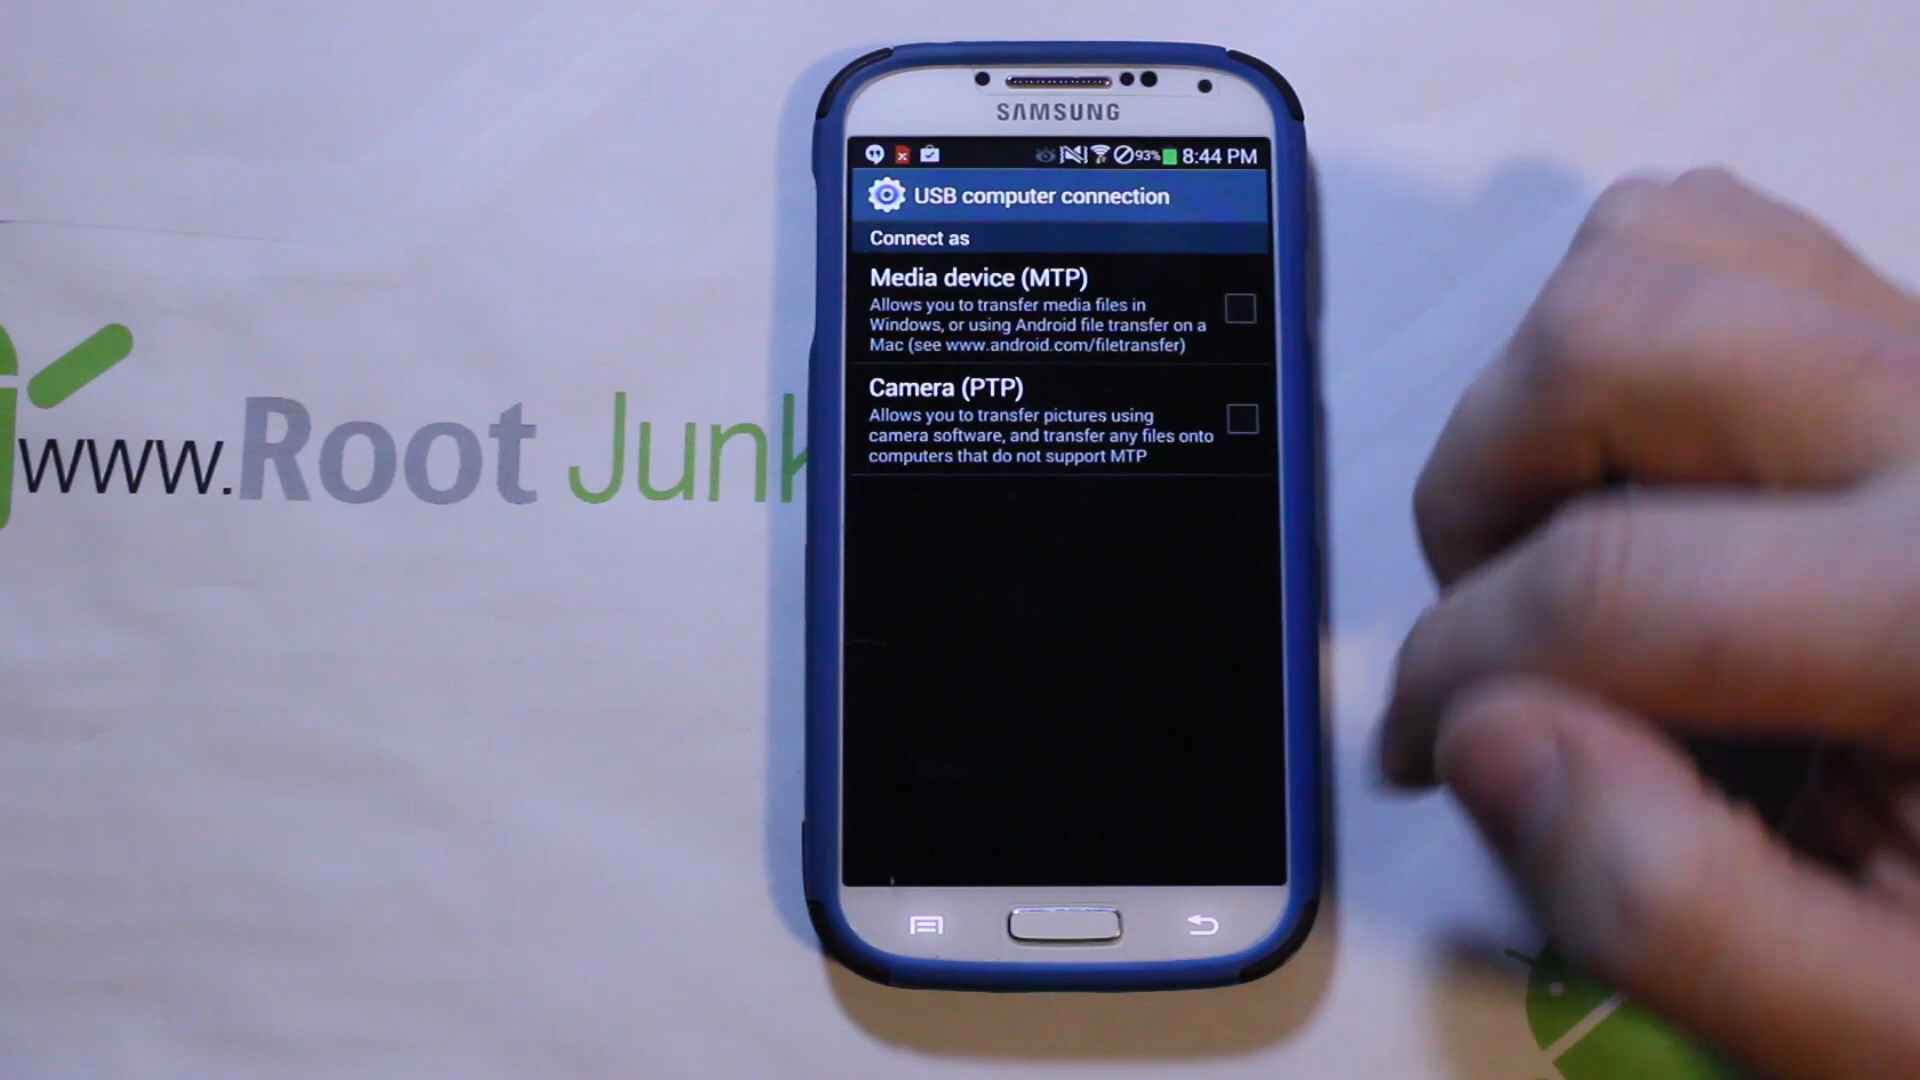 SAMSUNG
93% 8:44 PM
USB computer connection
Connect as
Media device (MTP)
Allows you to transfer media files in
Windows, or using Android file transfer on a
Mac (see www.android.com/filetransfer)
Camera (PTP)
Allows you to transfer pictures using
camera software, and transfer any files onto
computers that do not support MTP
www.Root Junk